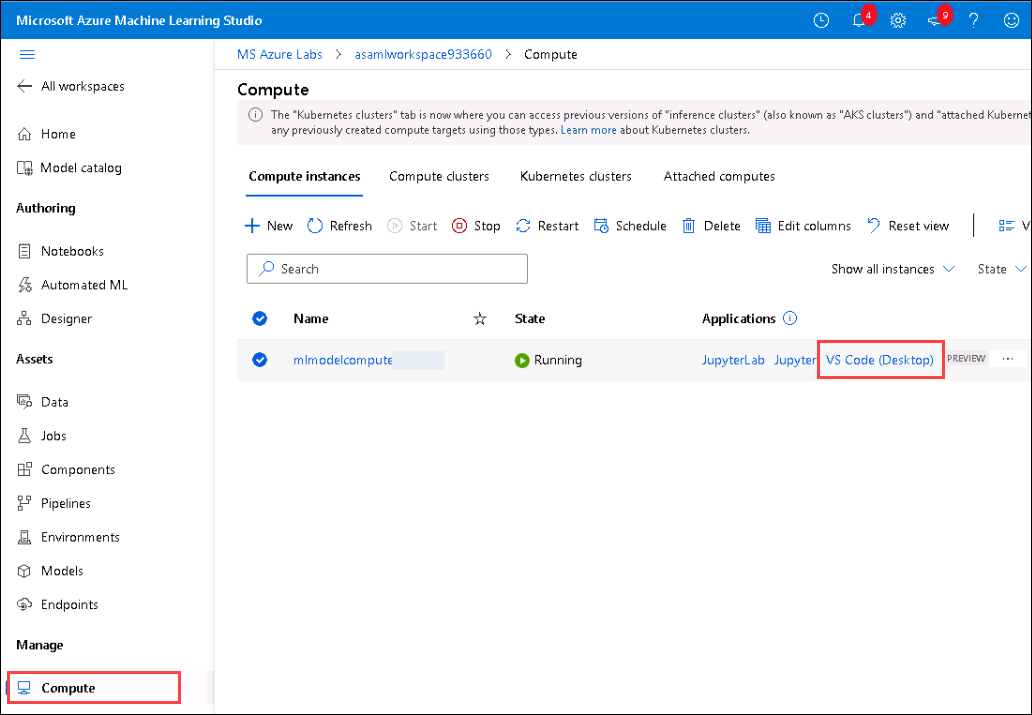 Microsoft Azure Machine Learning Studio
4
9
?
MS Azure Labs > asamlworkspace933660 > Compute
All workspaces
Home
Model catalog
Authoring
Notebooks
Automated ML
Designer
Assets
Data
Jobs
Components
Pipelines
Environments
Models
Endpoints
Manage
Compute
Compute
The "Kubernetes clusters" tab is now where you can access previous versions of "inference clusters" (also known as "AKS clusters") and "attached Kubernet
any previously created compute targets using those types. Learn more about Kubernetes clusters.
Compute instances Compute clusters Kubernetes clusters Attached computes
New Refresh Start Stop Restart Schedule Delete Edit columns Reset view V
Search Show all instances State
Name State Applications
mlmodelcompute Running JupyterLab Jupyter VS Code (Desktop) PREVIEW ...